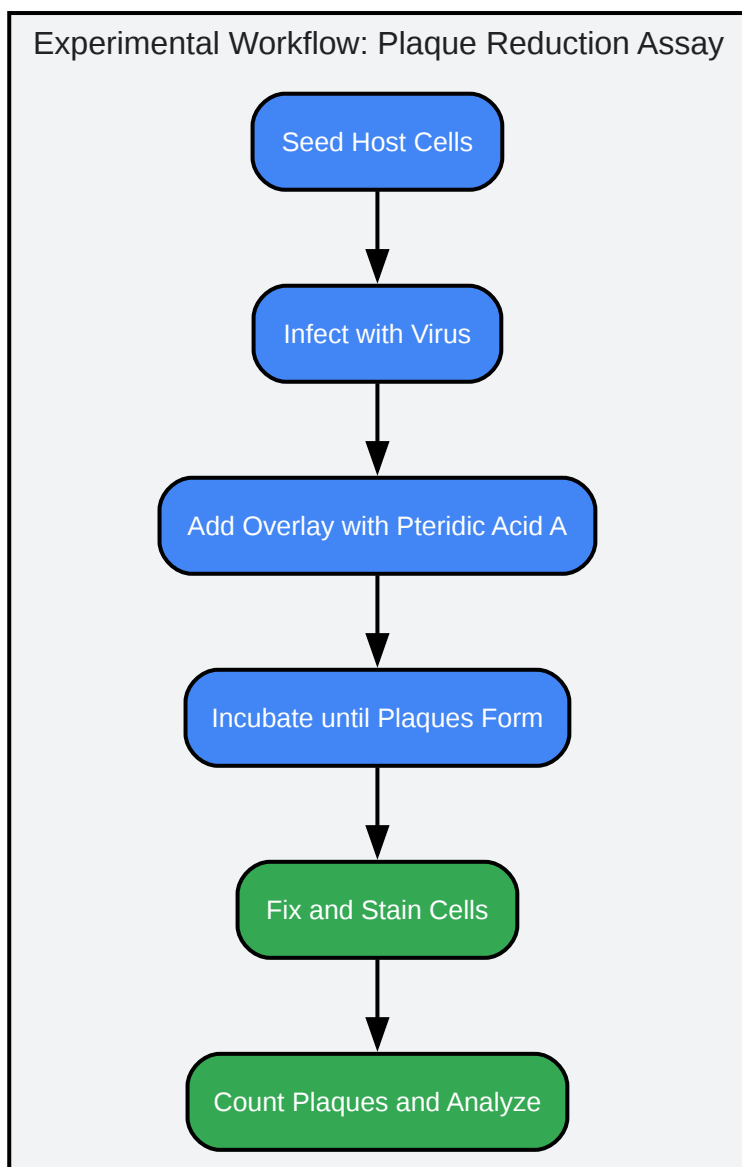 Experimental Workflow: Plaque Reduction Assay
Seed Host Cells
Infect with Virus
Add Overlay with Pteridic Acid A
Incubate until Plaques Form
Fix and Stain Cells
Count Plaques and Analyze